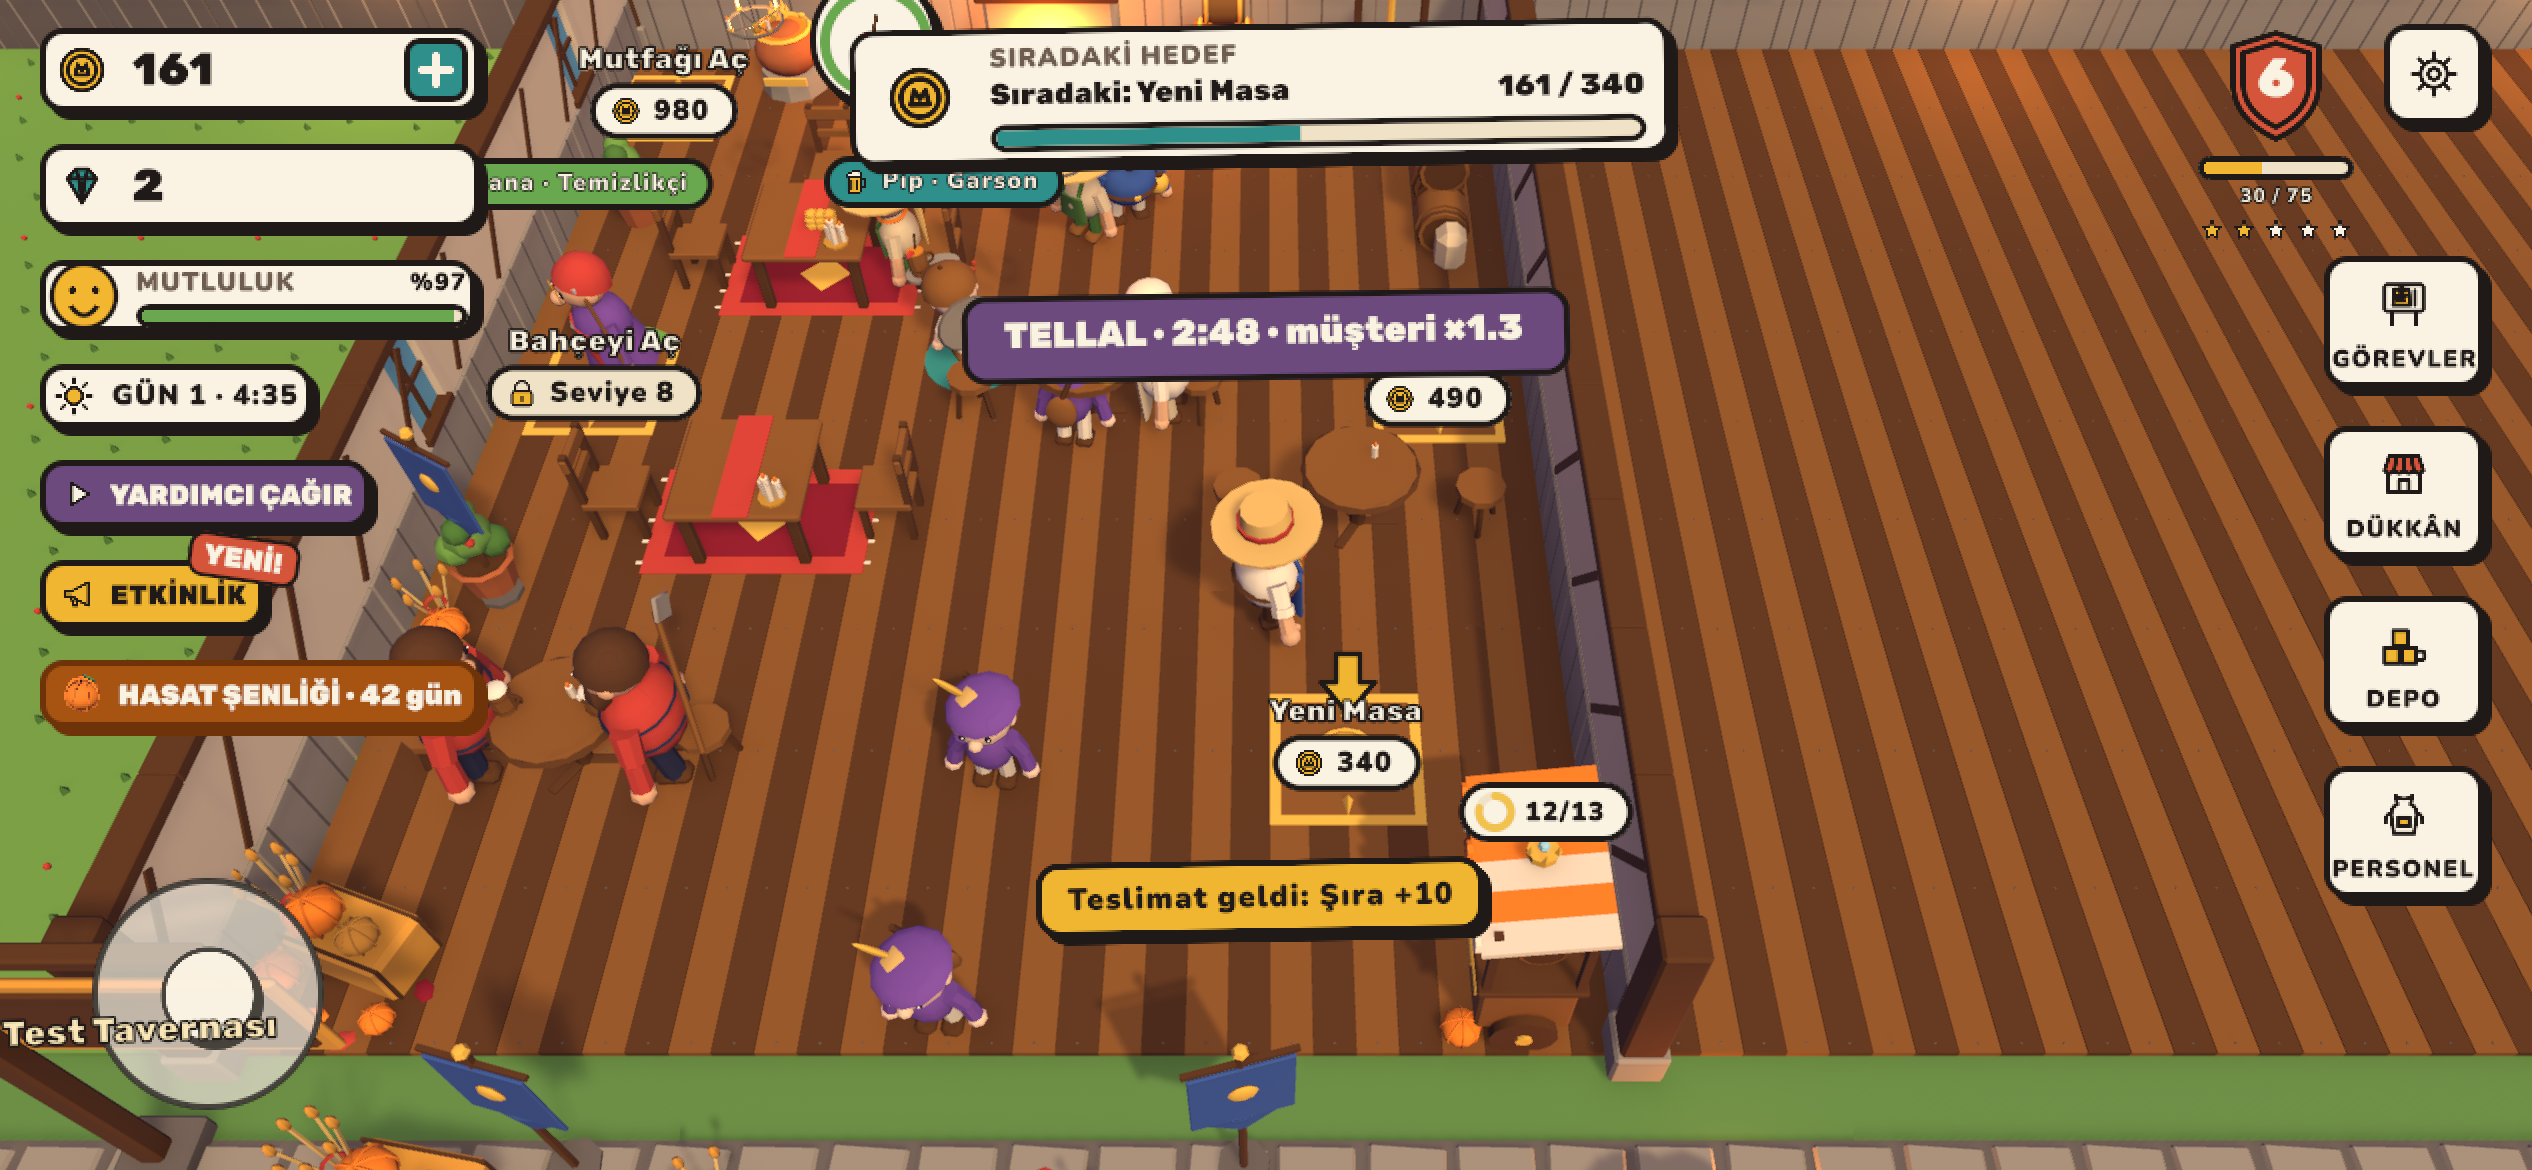 161
2
MUTLULUK
%97
GÜN 1 · 4:35
YARDIMCI ÇAĞIR
YENİ!
ETKİNLİK
HASAT ŞENLİĞİ · 42 gün
Test Tavernası
Mutfağı Aç
980
ana · Temizlikçi
Pip · Garson
Bahçeyi Aç
Seviye 8
SIRADAKİ HEDEF
Sıradaki: Yeni Masa
161 / 340
TELLAL · 2:48 · müşteri ×1.3
490
Yeni Masa
340
12/13
Teslimat geldi: Şıra +10
6
30 / 75
GÖREVLER
DÜKKÂN
DEPO
PERSONEL